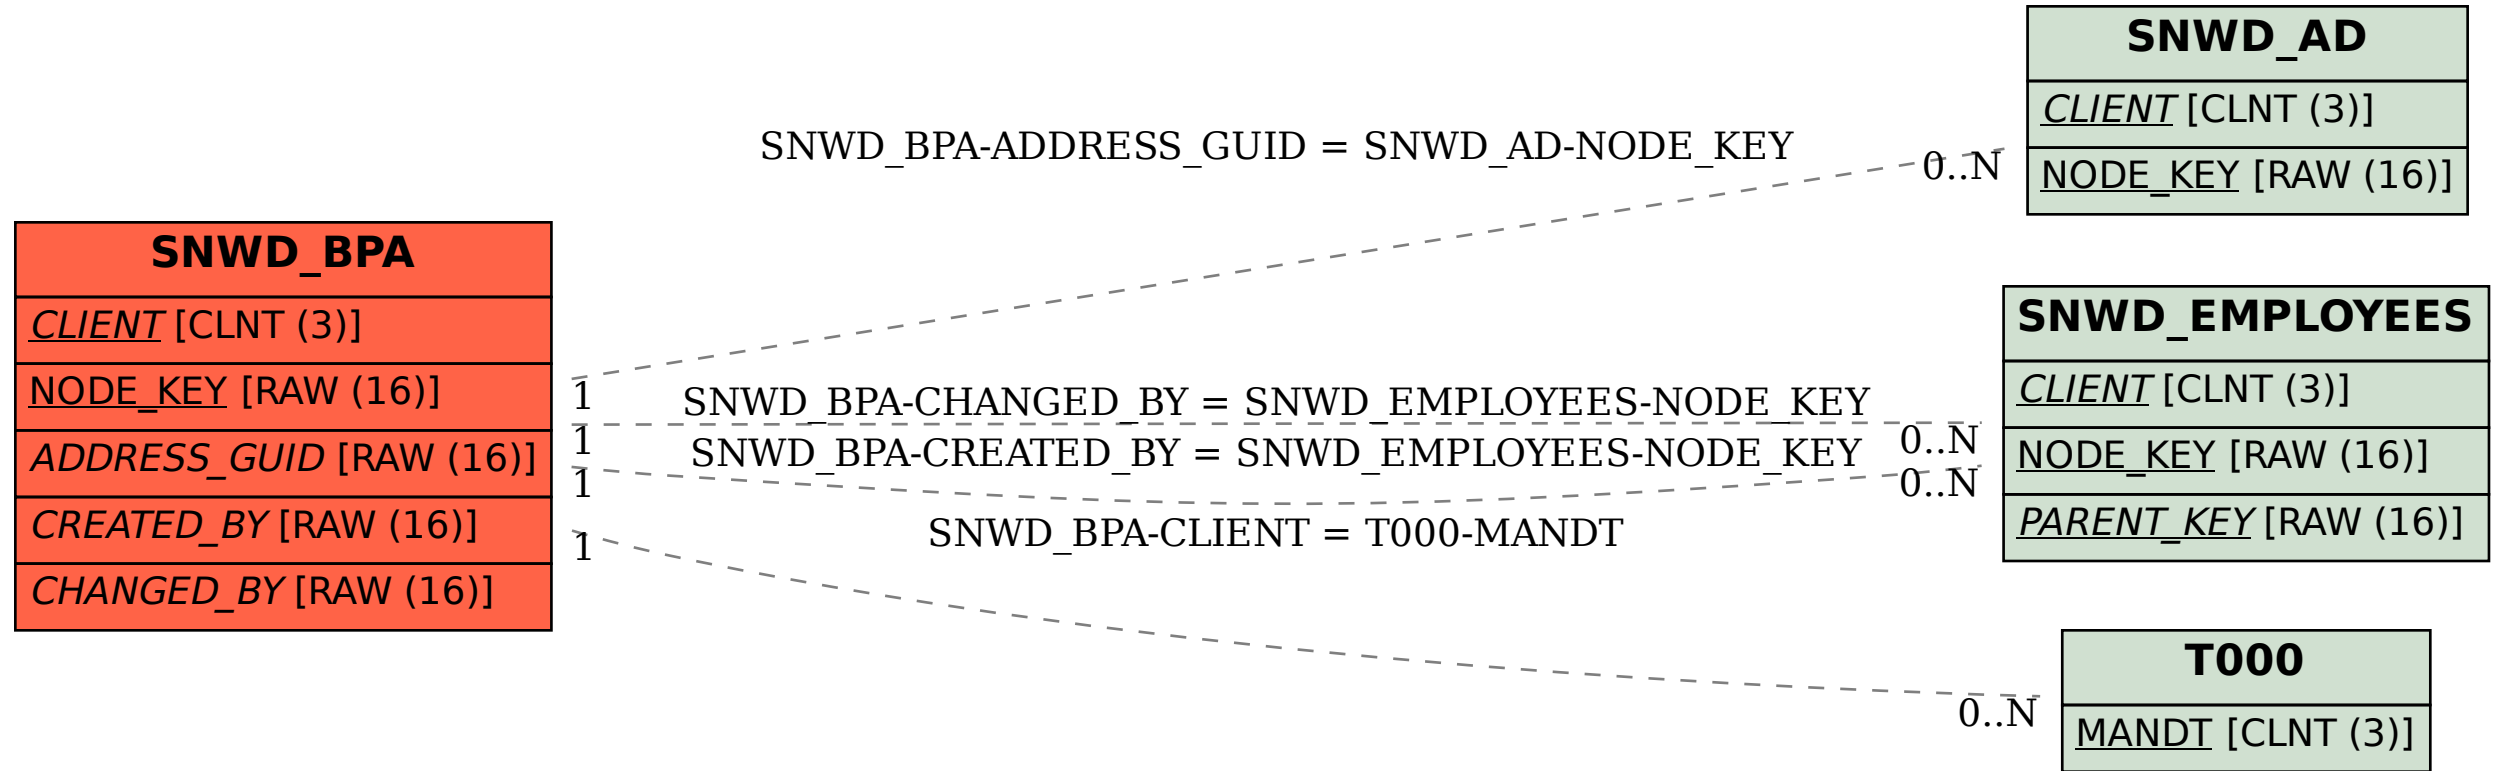 SNWD_BPA
CLIENT [CLNT (3)]
NODE_KEY [RAW (16)]
ADDRESS_GUID [RAW (16)]
CREATED_BY [RAW (16)]
CHANGED_BY [RAW (16)]
SNWD_BPA-ADDRESS_GUID = SNWD_AD-NODE_KEY
1
0..N
SNWD_BPA-CHANGED_BY = SNWD_EMPLOYEES-NODE_KEY
1
0..N
SNWD_BPA-CREATED_BY = SNWD_EMPLOYEES-NODE_KEY
1
0..N
SNWD_BPA-CLIENT = T000-MANDT
1
0..N
SNWD_AD
CLIENT [CLNT (3)]
NODE_KEY [RAW (16)]
SNWD_EMPLOYEES
CLIENT [CLNT (3)]
NODE_KEY [RAW (16)]
PARENT_KEY [RAW (16)]
T000
MANDT [CLNT (3)]